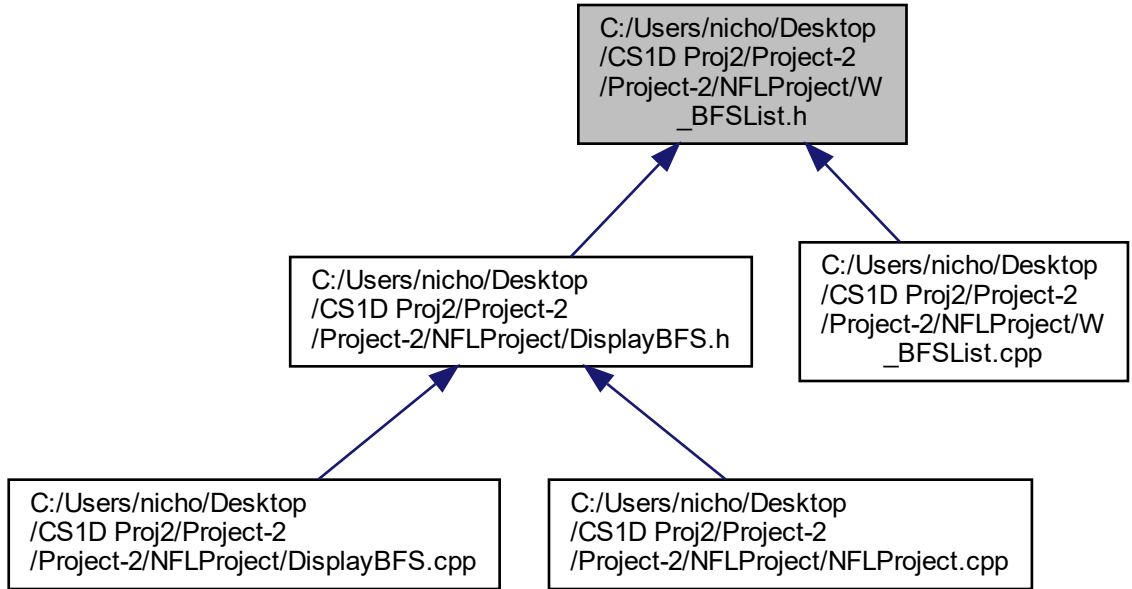 C:/Users/nicho/Desktop
/CS1D Proj2/Project-2
/Project-2/NFLProject/W
_BFSList.h
C:/Users/nicho/Desktop
/CS1D Proj2/Project-2
/Project-2/NFLProject/DisplayBFS.h
C:/Users/nicho/Desktop
/CS1D Proj2/Project-2
/Project-2/NFLProject/W
_BFSList.cpp
C:/Users/nicho/Desktop
/CS1D Proj2/Project-2
/Project-2/NFLProject/DisplayBFS.cpp
C:/Users/nicho/Desktop
/CS1D Proj2/Project-2
/Project-2/NFLProject/NFLProject.cpp